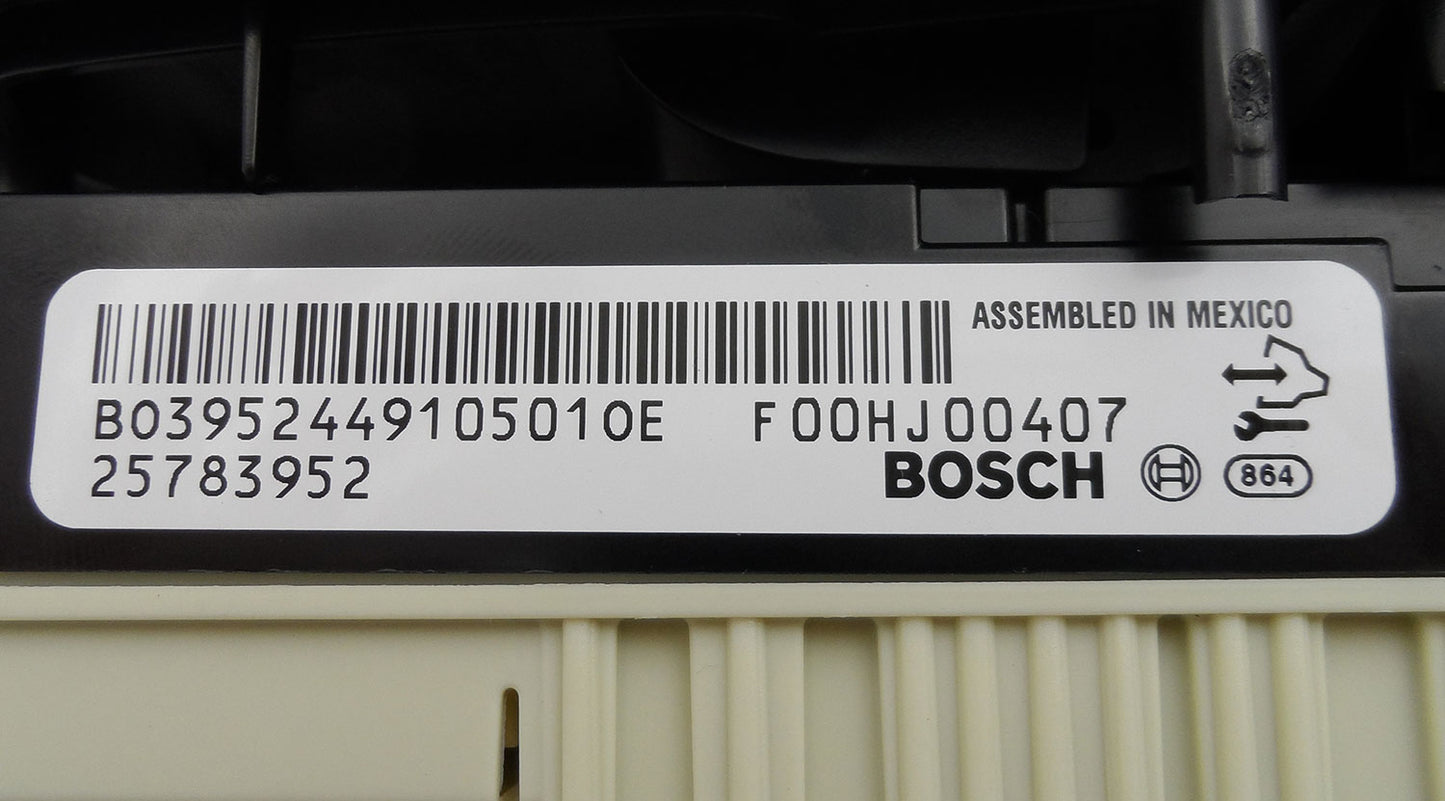 ASSEMBLED IN MEXICO
B03952449105010E F00HJ00407
25783952 BOSCH 864